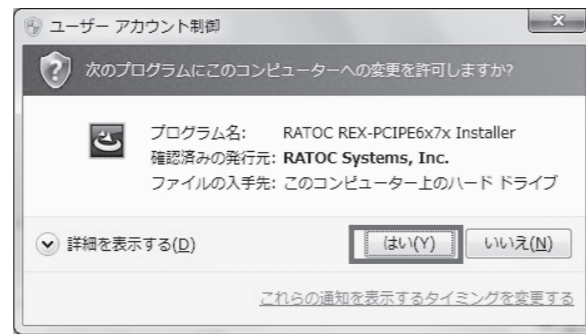 ユーザー アカウント制御
次のプログラムにこのコンピューターへの変更を許可しますか?
プログラム名: RATOC REX-PCIPE6x7x Installer
確認済みの発行元: RATOC Systems, Inc.
ファイルの入手先: このコンピューター上のハード ドライブ
詳細を表示する(D) はい(Y) いいえ(N)
これらの通知を表示するタイミングを変更する